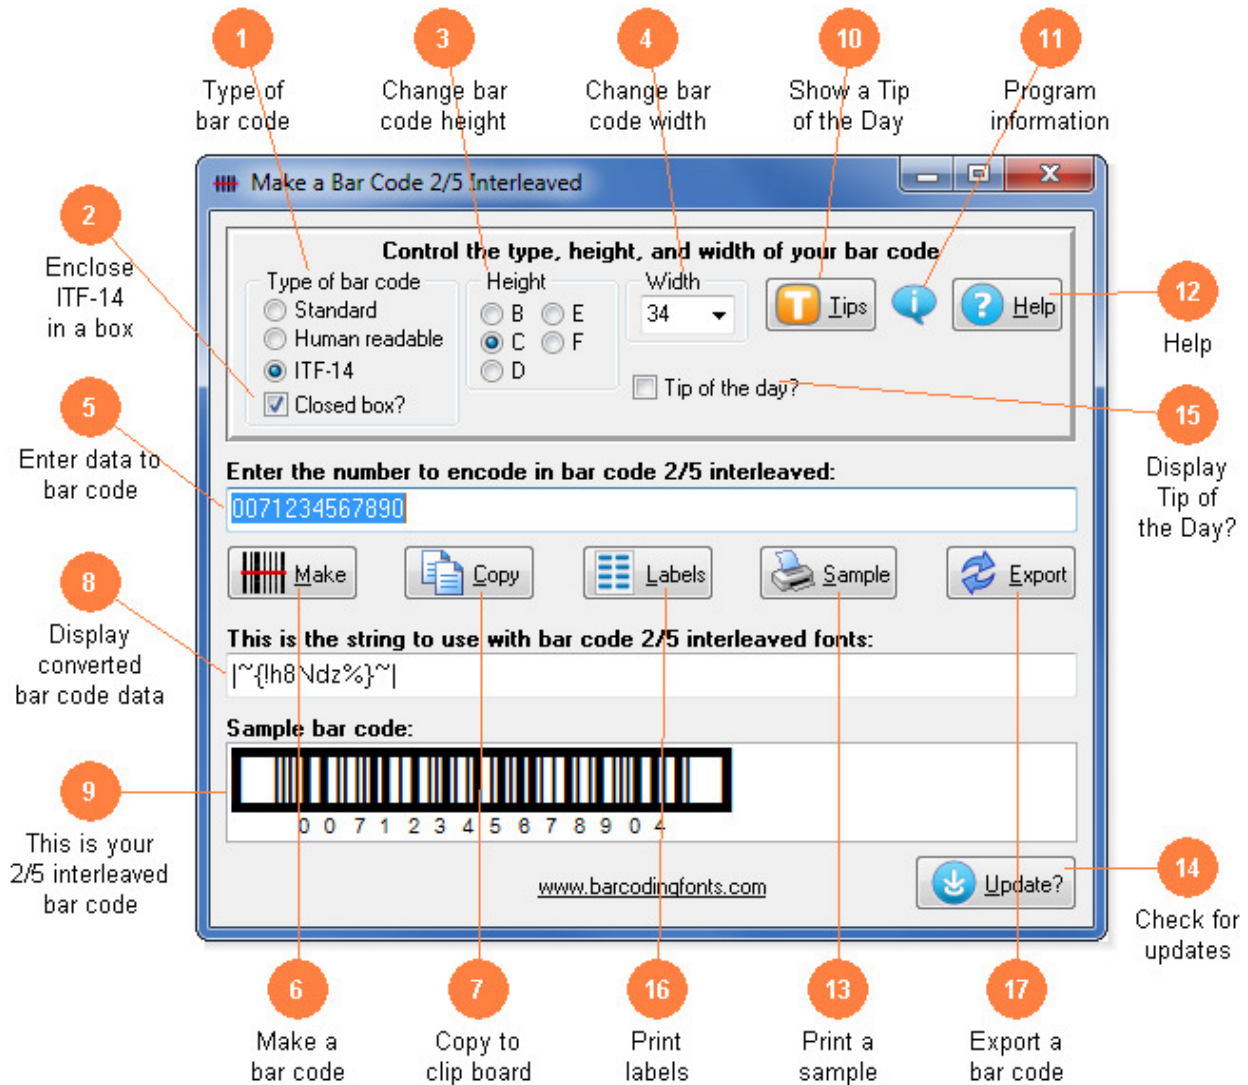 1
3
4
10
11
Type of
bar code
Change bar
code height
Change bar
code width
Show a Tip
of the Day
Program
information
Make a Bar Code 2/5 Interleaved
2
Enclose
ITF-14
in a box
Control the type, height, and width of your bar code
Type of bar code
Standard
Human readable
ITF-14
Closed box?
Height
B
E
C
F
D
Width
34
Tips
Help
Tip of the day?
12
Help
5
Enter data to
bar code
15
Display
Tip of
the Day?
Enter the number to encode in bar code 2/5 interleaved:
0071234567890
Make
Copy
Labels
Sample
Export
8
Display
converted
bar code data
This is the string to use with bar code 2/5 interleaved fonts:
Sample bar code:
0 0 7 1 2 3 4 5 6 7 8 9 0 4
9
This is your
2/5 interleaved
bar code
www.barcodingfonts.com
Update?
14
Check for
updates
6
7
16
13
17
Make a
bar code
Copy to
clip board
Print
labels
Print a
sample
Export a
bar code